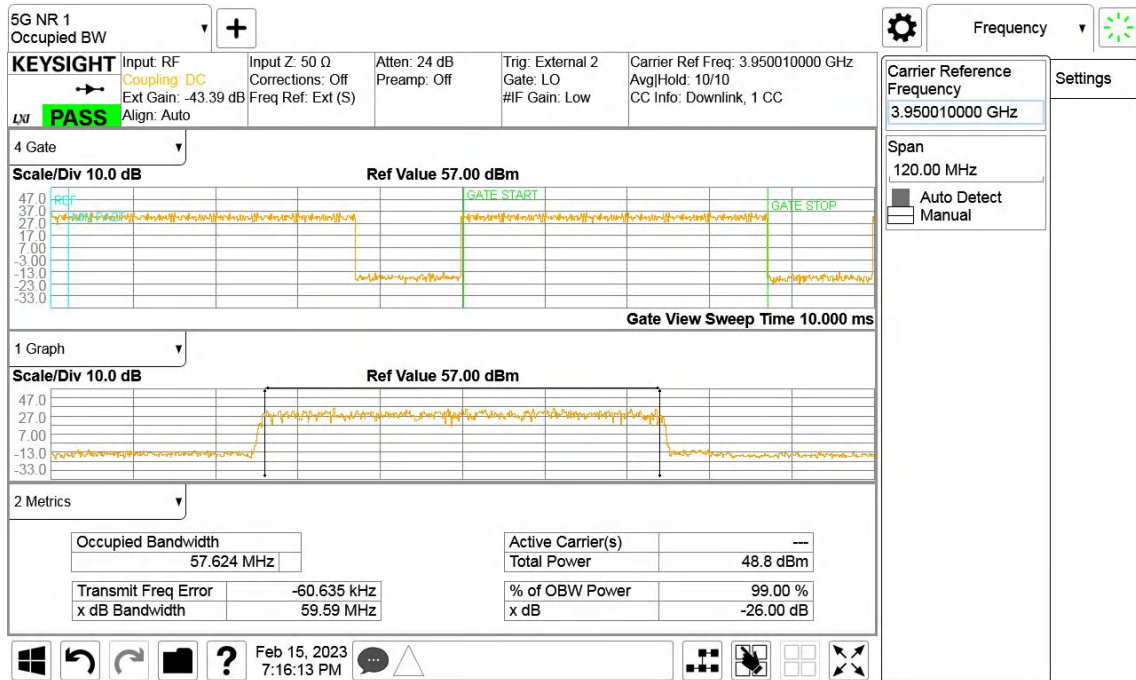 5G NR 1
Occupied BW
Frequency
KEYSIGHT
Input: RF
Coupling: DC
Ext Gain: -43.39 dB
Align: Auto
Input Z: 50 Ω
Corrections: Off
Freq Ref: Ext (S)
Atten: 24 dB
Preamp: Off
Trig: External 2
Gate: LO
#IF Gain: Low
Carrier Ref Freq: 3.950010000 GHz
Avg|Hold: 10/10
CC Info: Downlink, 1 CC
LXI
PASS
Carrier Reference
Frequency
3.950010000 GHz
Settings
Span
120.00 MHz
Auto Detect
Manual
4 Gate
Scale/Div 10.0 dB
Ref Value 57.00 dBm
47.0
37.0
27.0
17.0
7.00
-3.00
-13.0
-23.0
-33.0
REF
MIN FAST
GATE START
GATE STOP
Gate View Sweep Time 10.000 ms
1 Graph
Scale/Div 10.0 dB
Ref Value 57.00 dBm
47.0
27.0
7.00
-13.0
-33.0
2 Metrics
Occupied Bandwidth
57.624 MHz
Transmit Freq Error -60.635 kHz
x dB Bandwidth 59.59 MHz
Active Carrier(s) ---
Total Power 48.8 dBm
% of OBW Power 99.00 %
x dB -26.00 dB
?
Feb 15, 2023
7:16:13 PM